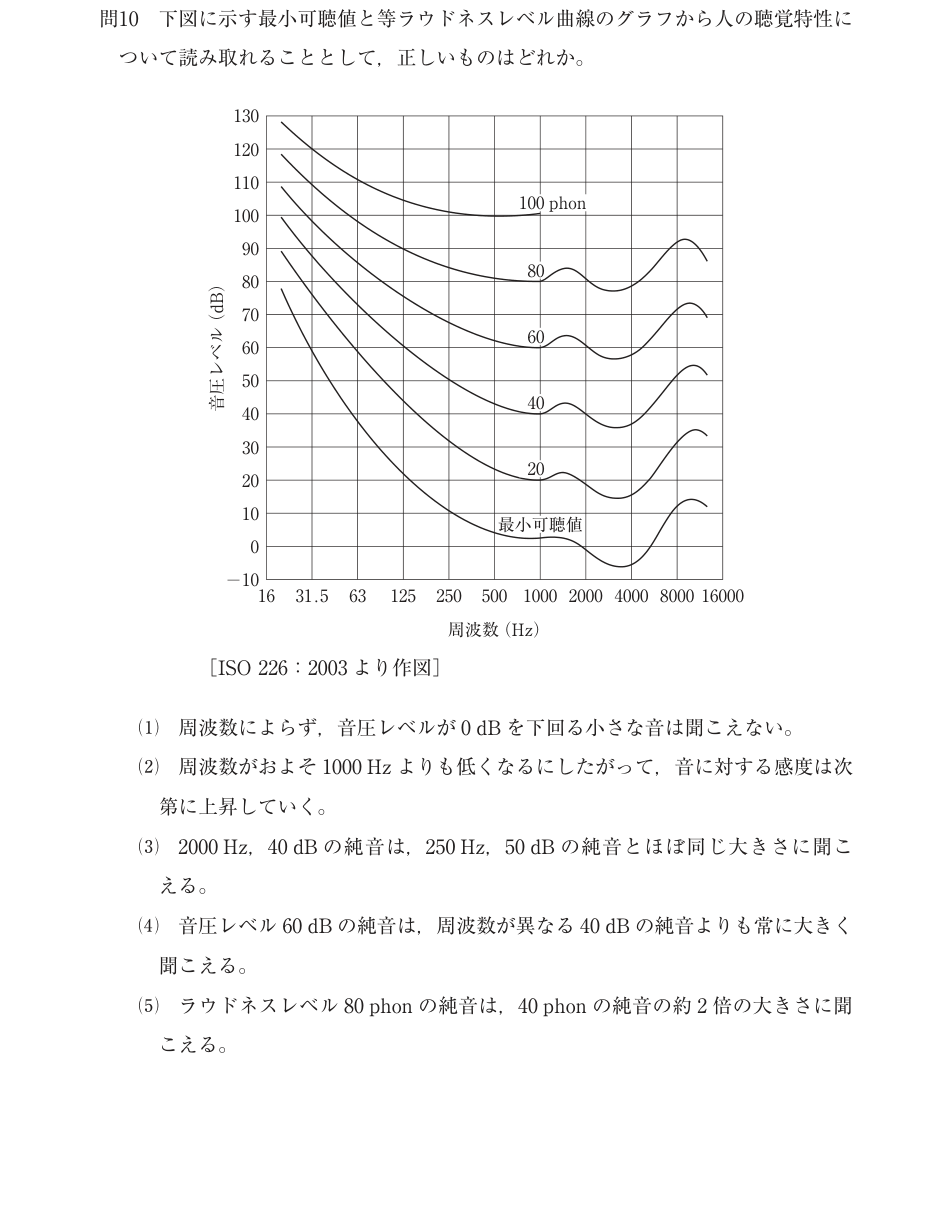 問10　下図に示す最小可聴値と等ラウドネスレベル曲線のグラフから人の聴覚特性に
ついて読み取れることとして，正しいものはどれか。
130
120
110
100
90
80
70
60
50
40
30
20
10
0
－10
音圧レベル（dB）
100 phon
80
60
40
20
最小可聴値
16 31.5 63 125 250 500 1000 2000 4000 8000 16000
周波数（Hz）
［ISO 226：2003 より作図］
⑴　周波数によらず，音圧レベルが 0 dB を下回る小さな音は聞こえない。
⑵　周波数がおよそ 1000 Hz よりも低くなるにしたがって，音に対する感度は次
第に上昇していく。
⑶　2000 Hz，40 dB の純音は，250 Hz，50 dB の純音とほぼ同じ大きさに聞こ
える。
⑷　音圧レベル 60 dB の純音は，周波数が異なる 40 dB の純音よりも常に大きく
聞こえる。
⑸　ラウドネスレベル 80 phon の純音は，40 phon の純音の約 2 倍の大きさに聞
こえる。